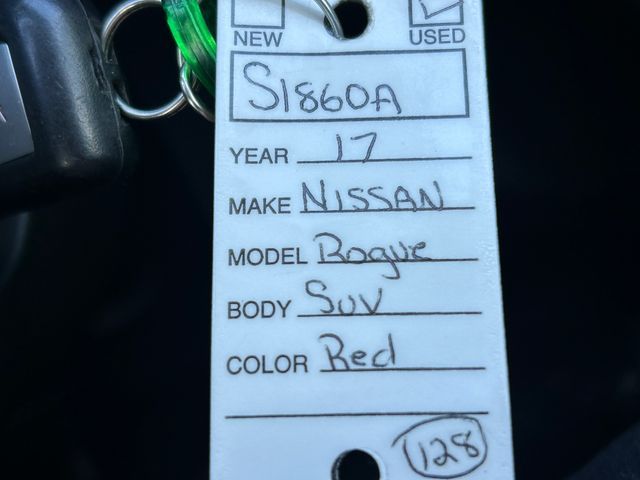 NEW USED
S1860A
YEAR 17
MAKE NISSAN
MODEL Rogue
BODY SUV
COLOR Red
128